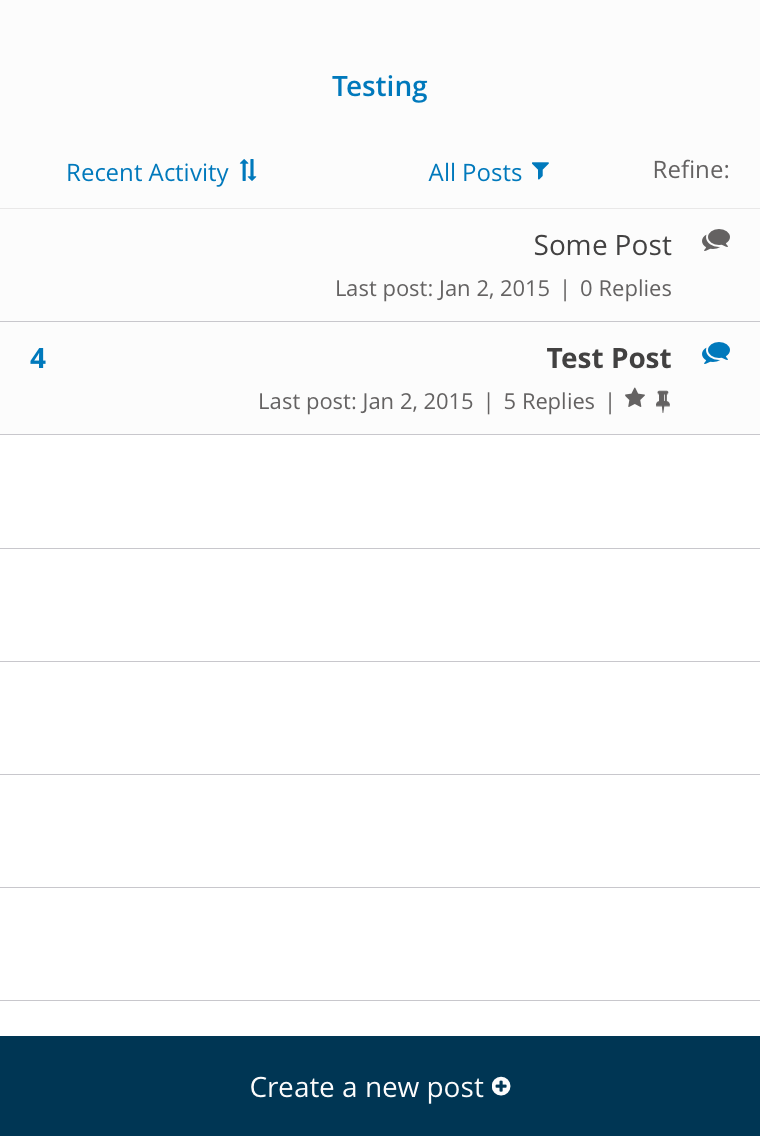 Testing
Refine: All Posts Recent Activity
Some Post
Last post: Jan 2, 2015 | 0 Replies
Test Post 4
Last post: Jan 2, 2015 | 5 Replies |
Create a new post